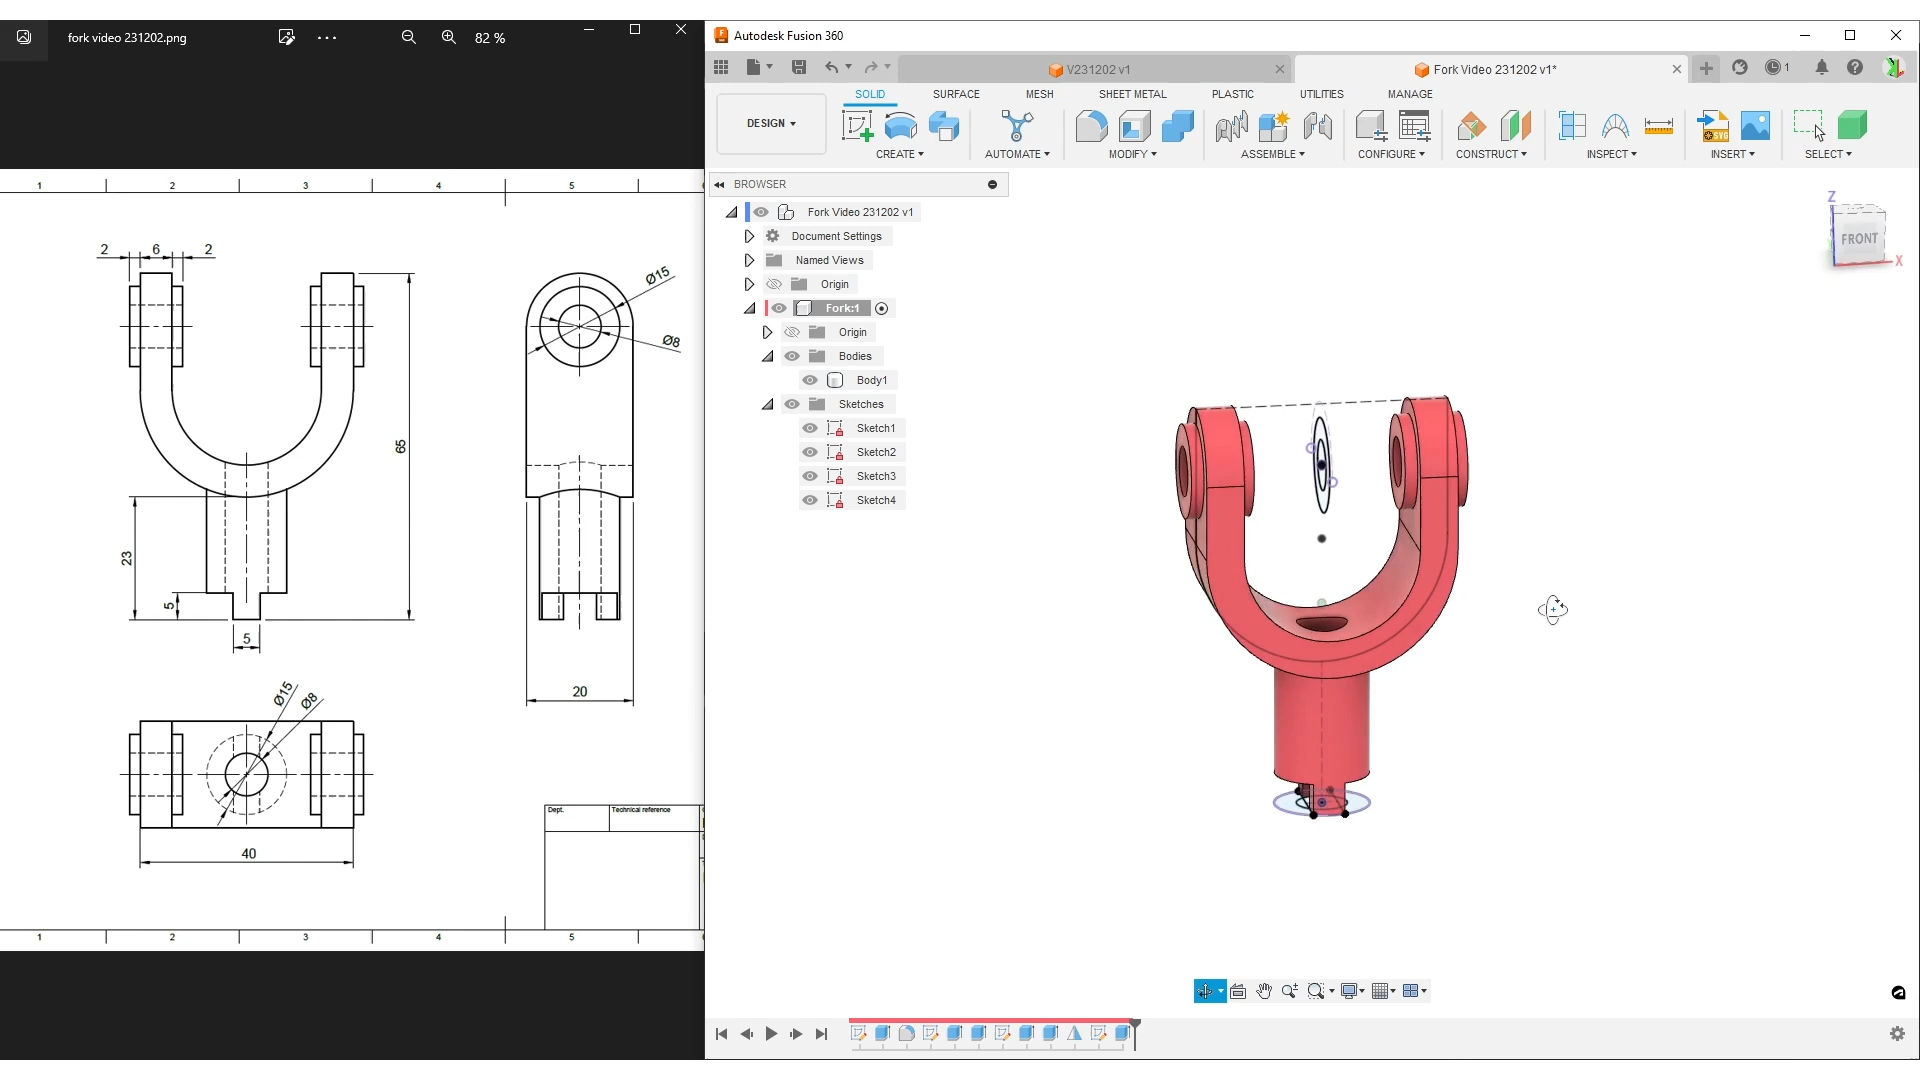 fork video 231202.png
82 %
1 2 3 4 5
2 6 2
Ø15
Ø8
65
23
5
5
20
Ø15
Ø8
40
Dept.
Technical reference
1 2 3 4 5
Autodesk Fusion 360
V231202 v1
Fork Video 231202 v1*
1
SOLID SURFACE MESH SHEET METAL PLASTIC UTILITIES MANAGE
DESIGN
CREATE AUTOMATE MODIFY ASSEMBLE CONFIGURE CONSTRUCT INSPECT INSERT SELECT
SVG
BROWSER
Fork Video 231202 v1
Document Settings
Named Views
Origin
Fork:1
Origin
Bodies
Body1
Sketches
Sketch1
Sketch2
Sketch3
Sketch4
Z
FRONT
X